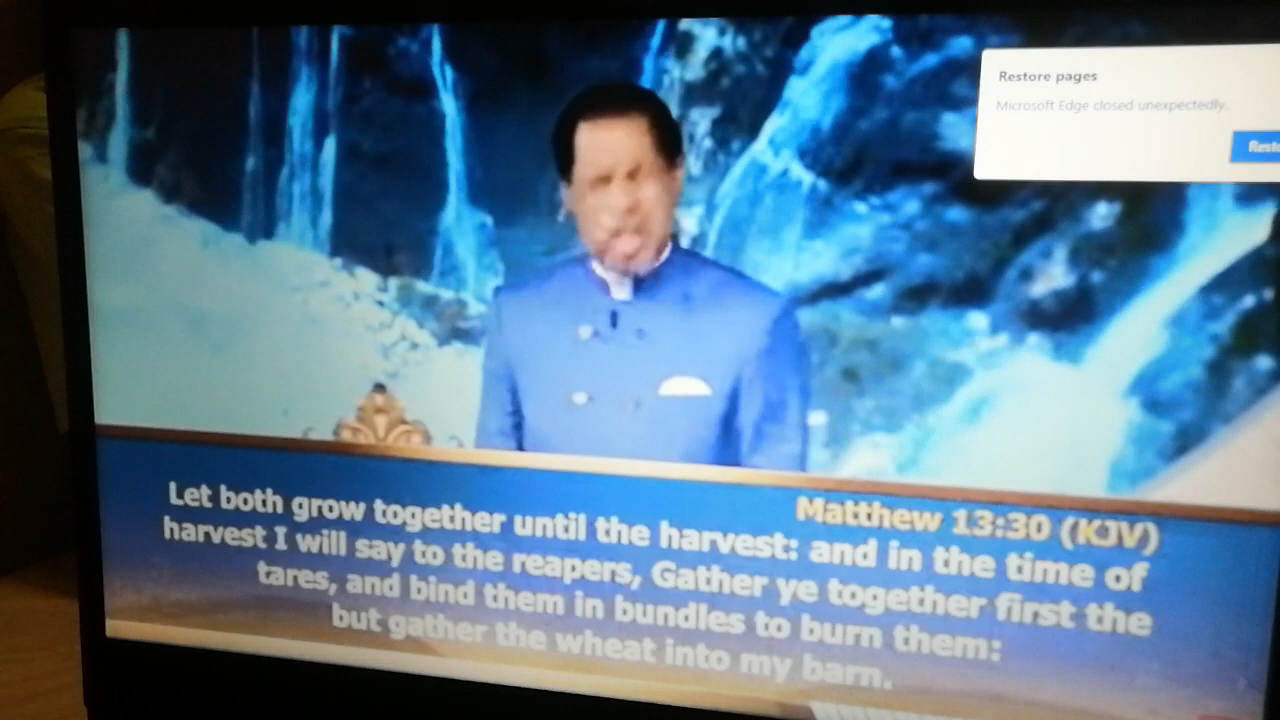 Restore pages
Microsoft Edge closed unexpectedly.
Matthew 13:30 (KJV)
Let both grow together until the harvest: and in the time of
harvest I will say to the reapers, Gather ye together first the
tares, and bind them in bundles to burn them:
but gather the wheat into my barn.